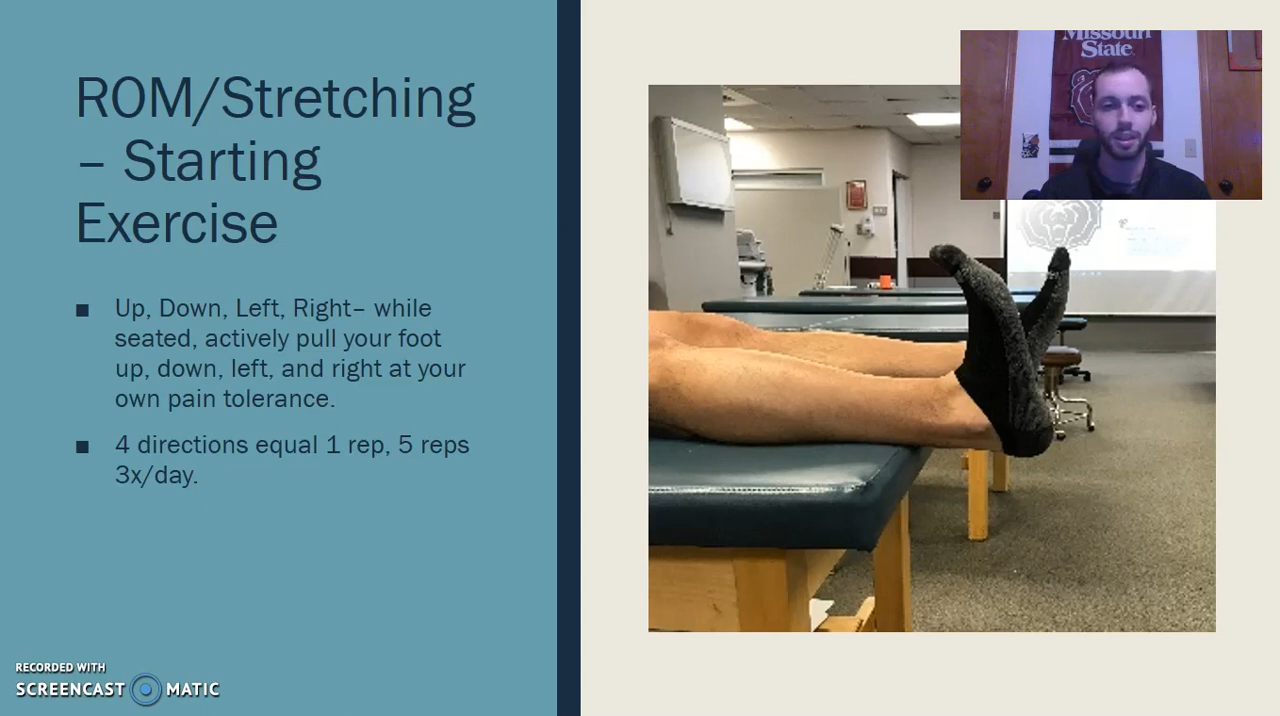 ROM/Stretching
– Starting
Exercise
■ Up, Down, Left, Right– while
seated, actively pull your foot
up, down, left, and right at your
own pain tolerance.
■ 4 directions equal 1 rep, 5 reps
3x/day.
Missouri
State
RECORDED WITH
SCREENCAST MATIC